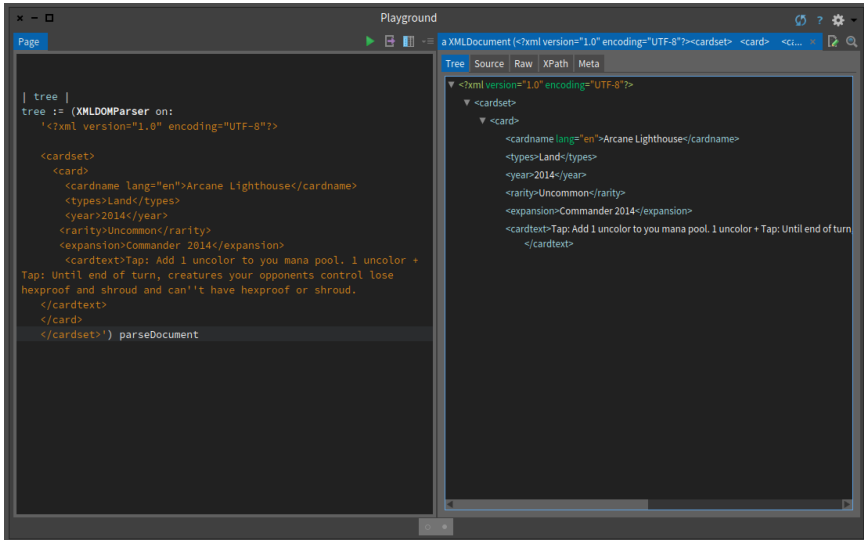 Playground
?
Page
a XMLDocument (<?xml version="1.0" encoding="UTF-8"?><cardset> <card> <ca... ×
| tree |
tree := (XMLDOMParser on:
'<?xml version="1.0" encoding="UTF-8"?>
<cardset>
<card>
<cardname lang="en">Arcane Lighthouse</cardname>
<types>Land</types>
<year>2014</year>
<rarity>Uncommon</rarity>
<expansion>Commander 2014</expansion>
<cardtext>Tap: Add 1 uncolor to you mana pool. 1 uncolor +
Tap: Until end of turn, creatures your opponents control lose
hexproof and shroud and can''t have hexproof or shroud.
</cardtext>
</card>
</cardset>') parseDocument
Tree Source Raw XPath Meta
<?xml version="1.0" encoding="UTF-8"?>
<cardset>
<card>
<cardname lang="en">Arcane Lighthouse</cardname>
<types>Land</types>
<year>2014</year>
<rarity>Uncommon</rarity>
<expansion>Commander 2014</expansion>
<cardtext>Tap: Add 1 uncolor to you mana pool. 1 uncolor + Tap: Until end of turn,
</cardtext>